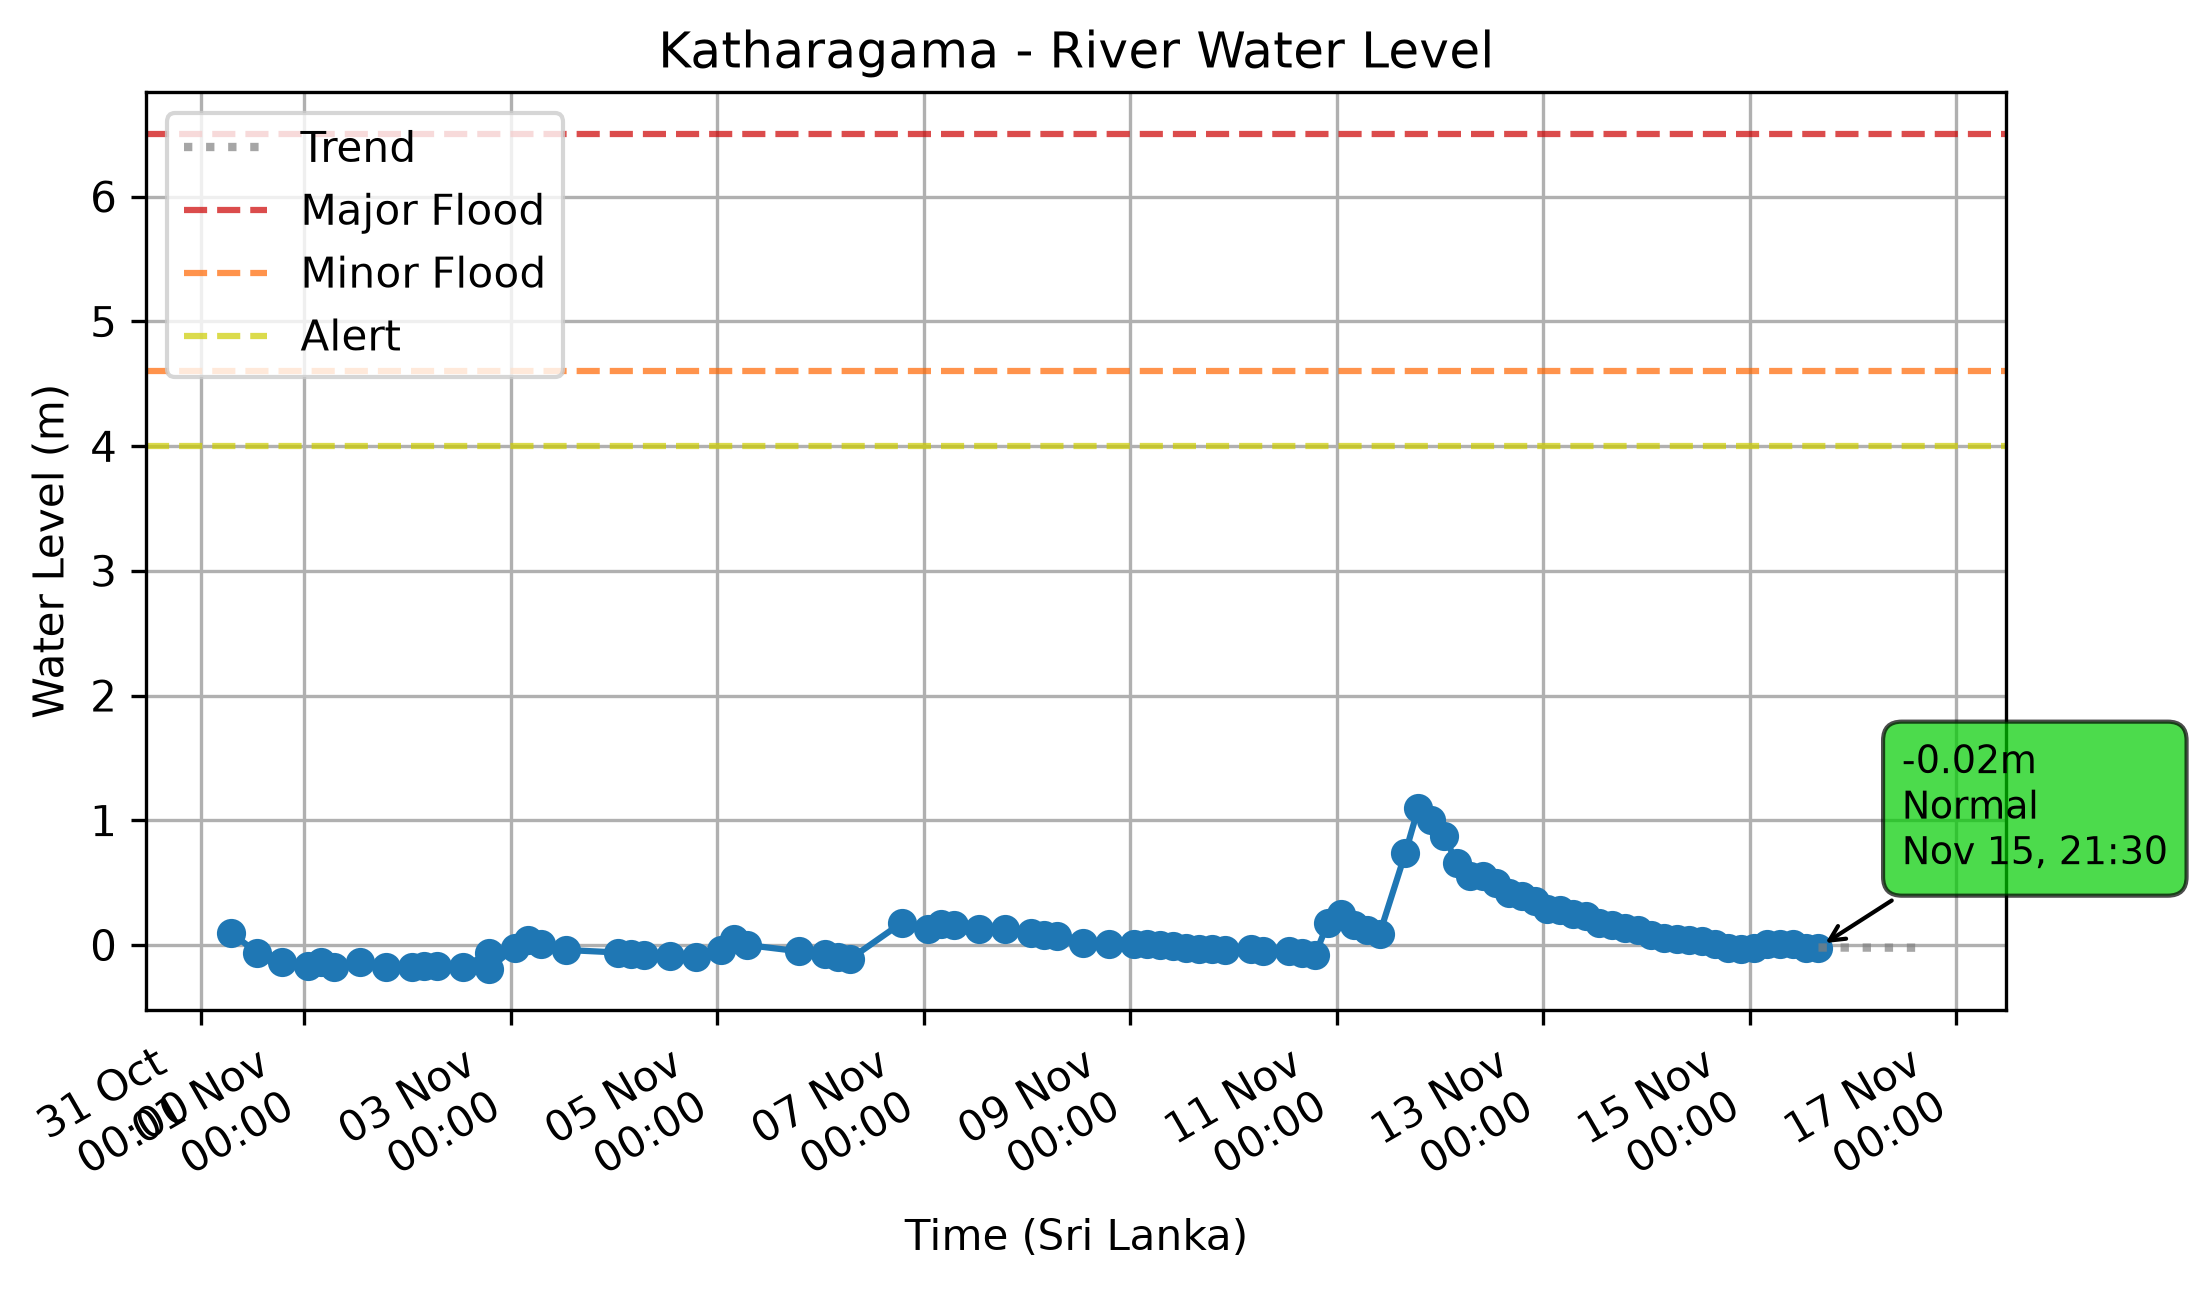 Katharagama - River Water Level
Trend
Major Flood
Minor Flood
Alert
6
5
4
3
2
1
0
Water Level (m)
-0.02m
Normal
Nov 15, 21:30
31 Oct
00:00
01 Nov
00:00
03 Nov
00:00
05 Nov
00:00
07 Nov
00:00
09 Nov
00:00
11 Nov
00:00
13 Nov
00:00
15 Nov
00:00
17 Nov
00:00
Time (Sri Lanka)